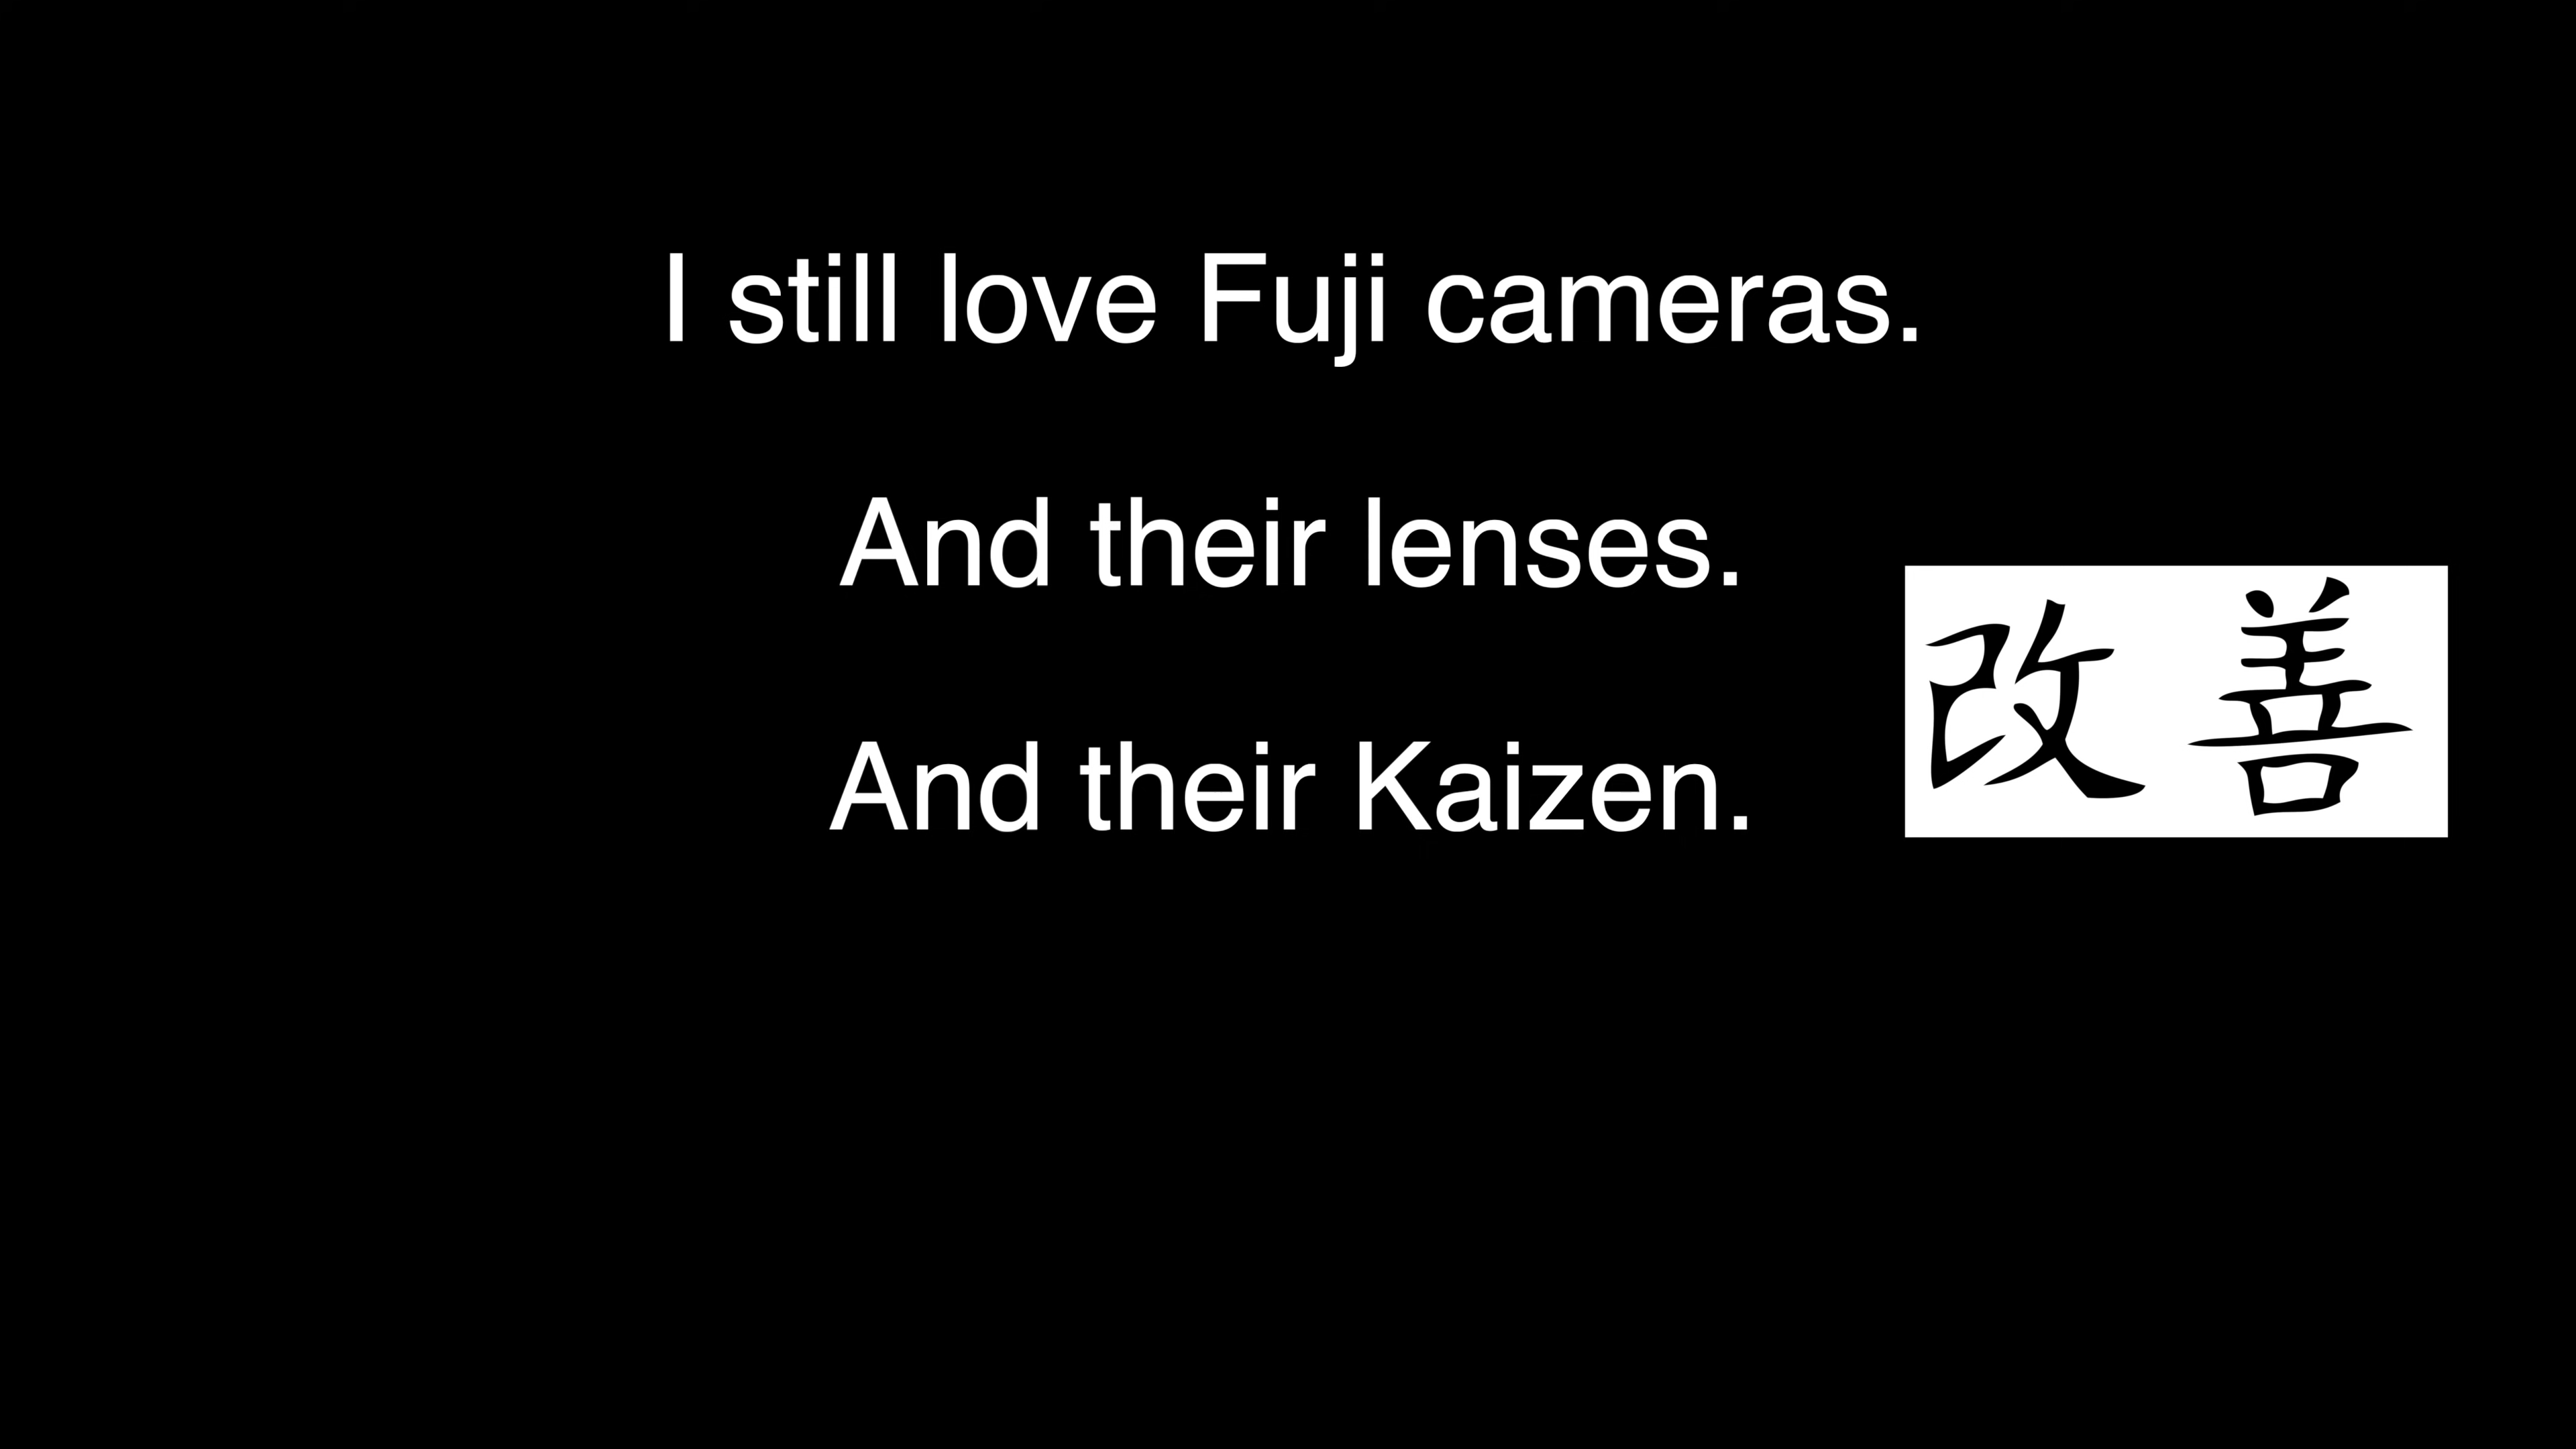 I still love Fuji cameras.
And their lenses.
And their Kaizen.
改善